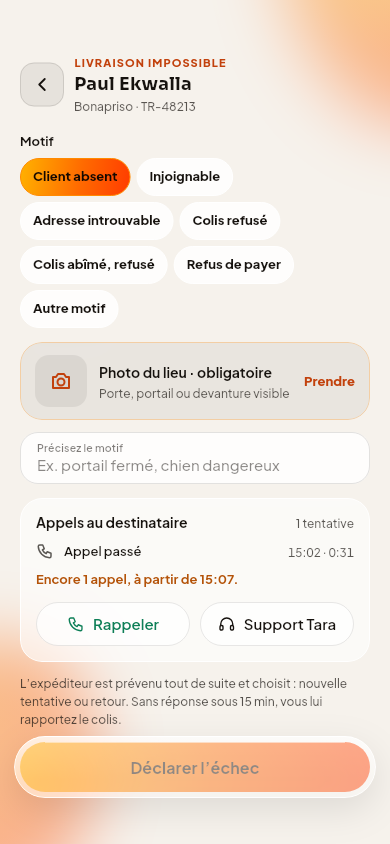 LIVRAISON IMPOSSIBLE
Paul Ekwalla
Bonapriso · TR-48213
Motif
Client absent
Injoignable
Adresse introuvable
Colis refusé
Colis abîmé, refusé
Refus de payer
Autre motif
Photo du lieu · obligatoire
Porte, portail ou devanture visible
Prendre
Précisez le motif
Ex. portail fermé, chien dangereux
Appels au destinataire
1 tentative
Appel passé
15:02 · 0:31
Encore 1 appel, à partir de 15:07.
Rappeler
Support Tara
L’expéditeur est prévenu tout de suite et choisit : nouvelle
tentative ou retour. Sans réponse sous 15 min, vous lui
rapportez le colis.
Déclarer l’échec